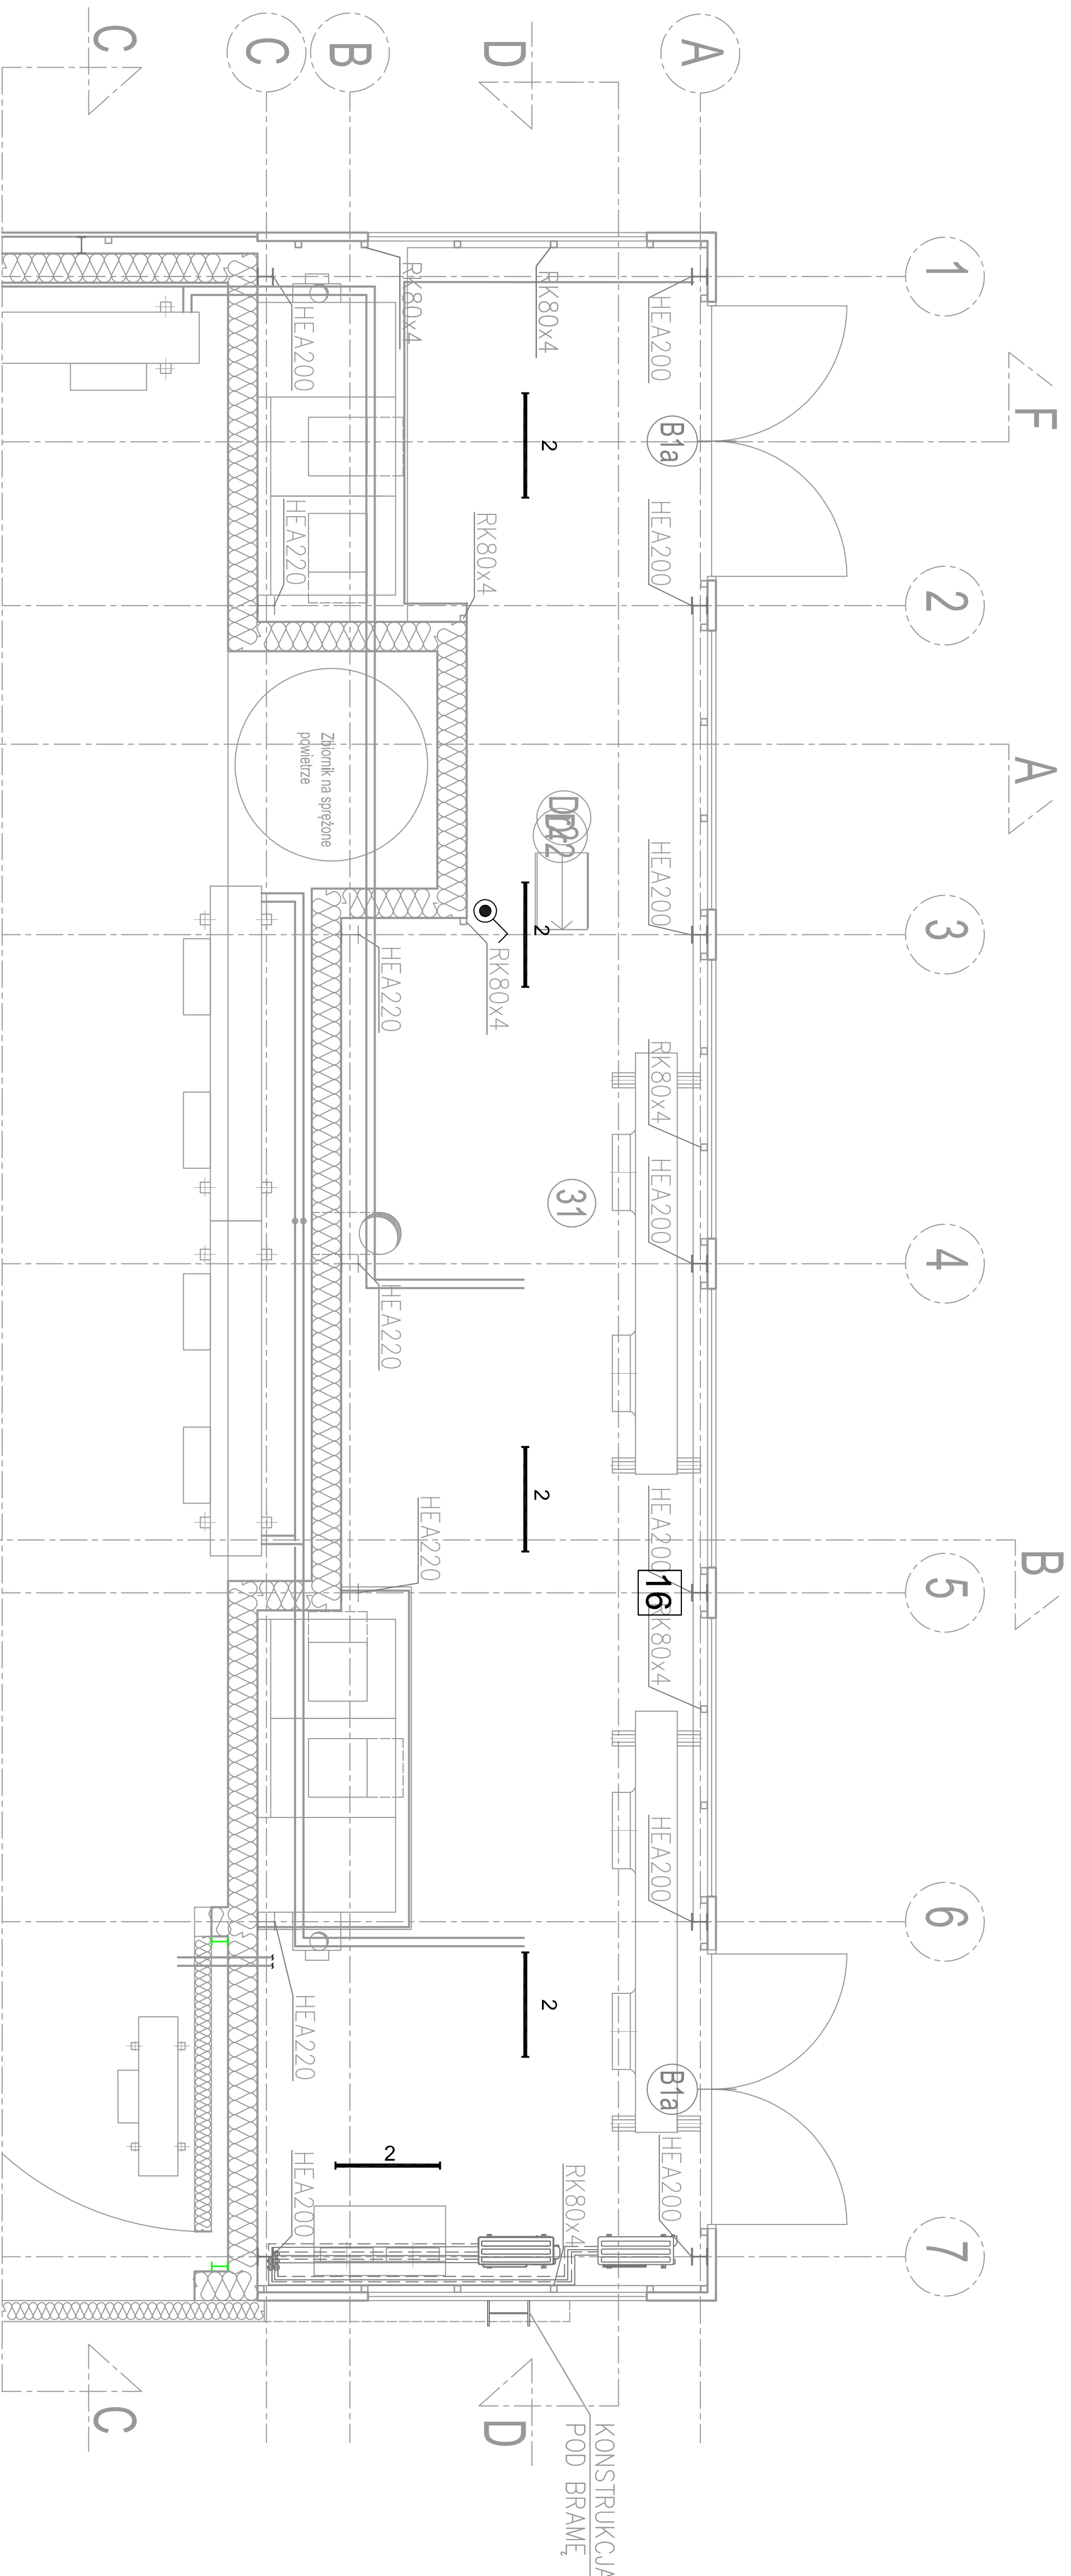 F
A
B
1
2
3
4
5
6
7
A
B1a
B1a
HEA200
HEA200
HEA200
RK80x4
HEA200
HEA200
16
RK80x4
HEA200
HEA200
KONSTRUKCJA
POD BRAMĘ
31
D
D
RK80x4
2
2
2
2
2
RK80x4
RK80x4
RK80x4
RK80x4
HEA220
HEA220
HEA220
B
Zbiornik na sprężone
powietrze
C
HEA200
HEA220
HEA220
HEA200
C
C